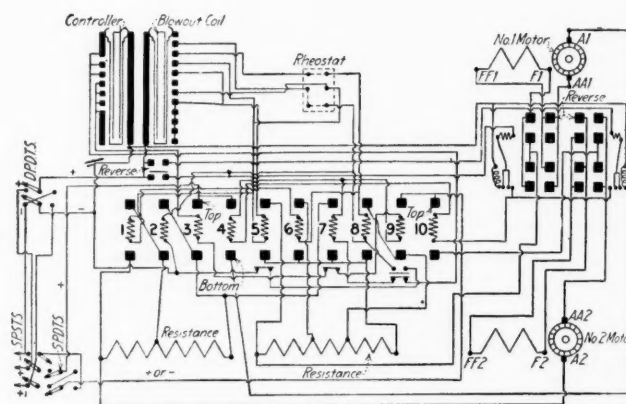 Controller
Blowout Coil
Rheostat
No.1 Motor
A1
FF1
F1
AA1
Reverse
DPDTS
+
-
Reverse
Top
Top
1
2
3
4
5
6
7
8
9
10
Bottom
SPSTS
SPDTS
+
Resistance
+or-
Resistance
FF2
F2
AA2
No.2 Motor
A2